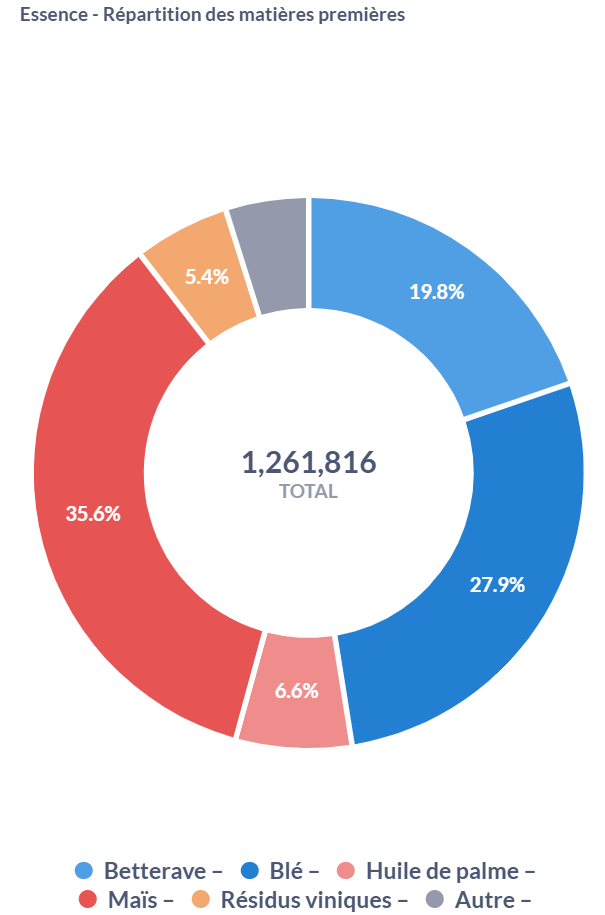 Essence - Répartition des matières premières
19.8%
5.4%
1,261,816
TOTAL
35.6%
27.9%
6.6%
Betterave – Blé – Huile de palme –
Maïs – Résidus viniques – Autre –